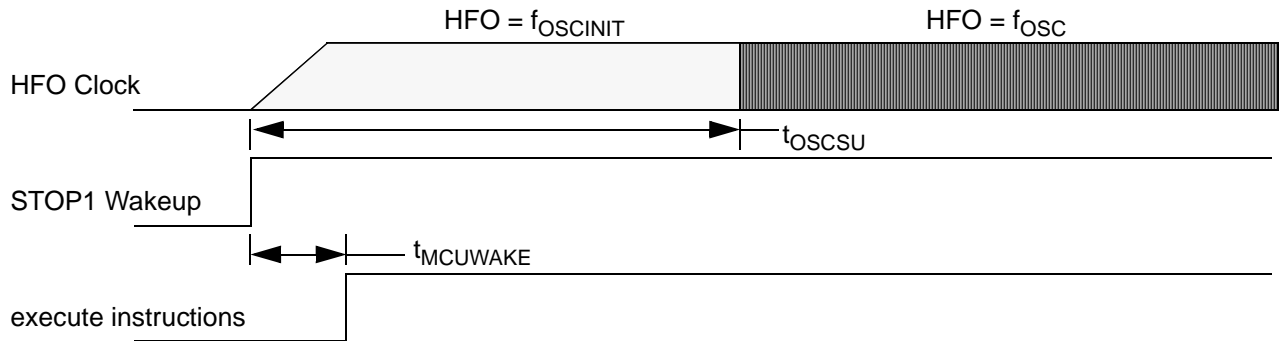 HFO = fOSCINIT HFO = fOSC
HFO Clock
tOSCSU
STOP1 Wakeup
tMCUWAKE
execute instructions